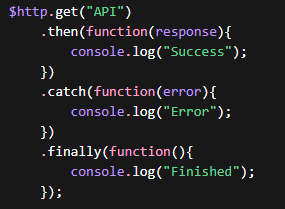 $http.get("API")
    .then(function(response){
        console.log("Success");
    })
    .catch(function(error){
        console.log("Error");
    })
    .finally(function(){
        console.log("Finished");
    });